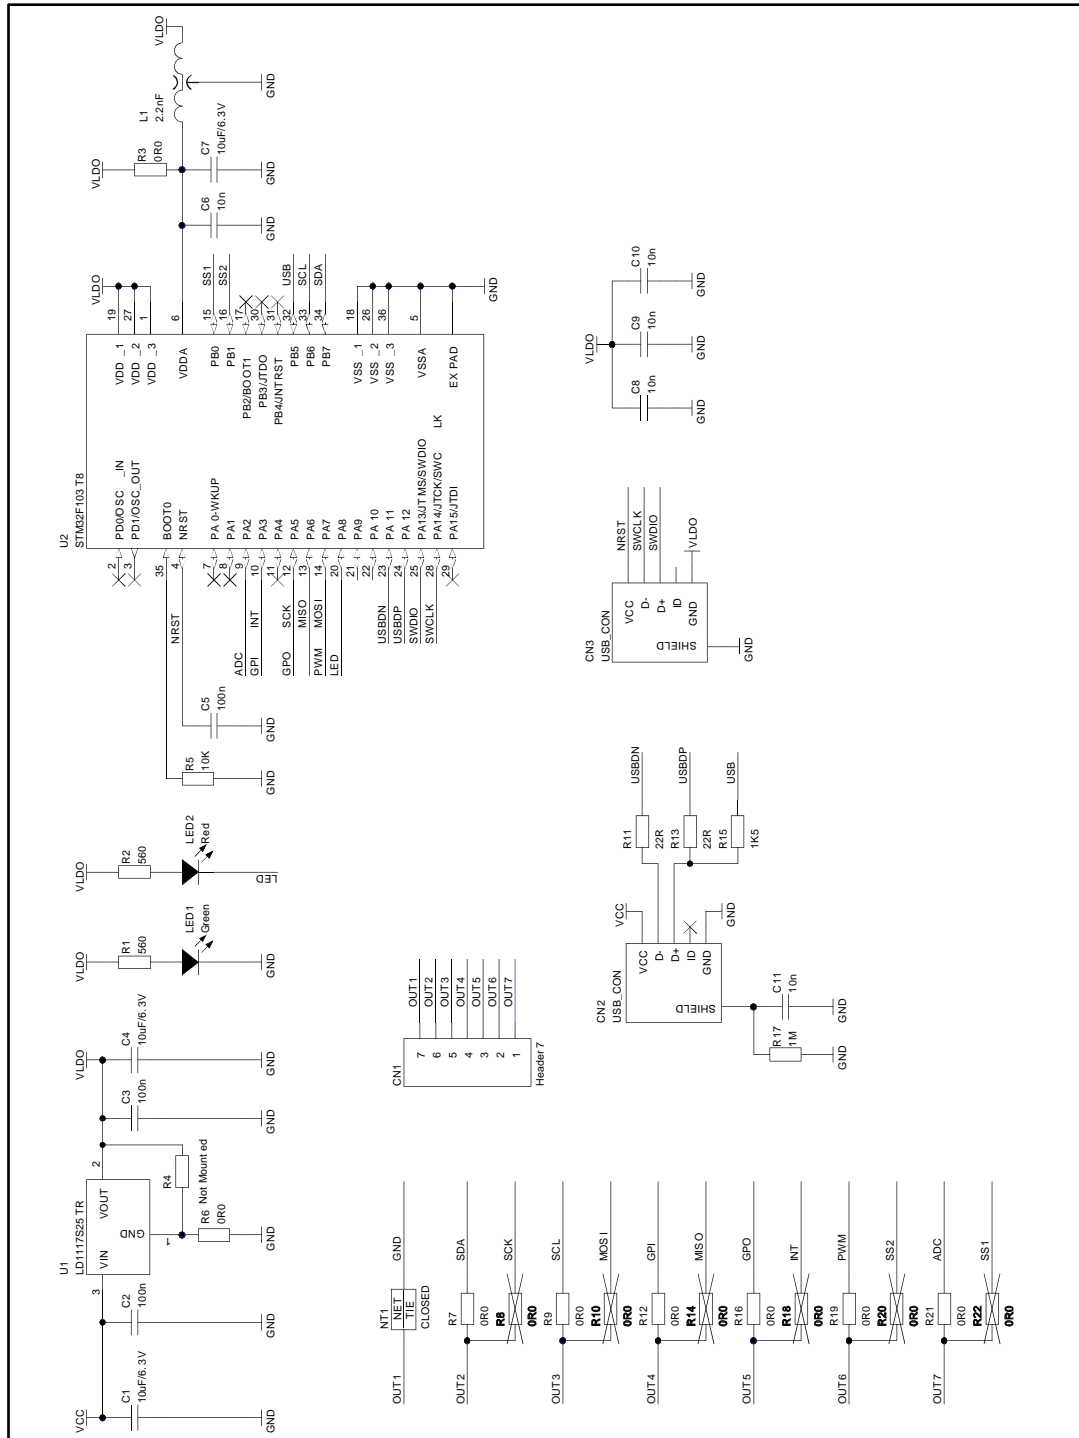 VCC
C1
10uF/6.3V
GND
C2
100n
GND
U1
LD1117S25 TR
3
VIN
VOUT
2
GND
1
R4
Not Mounted
R6
0R0
GND
C3
100n
GND
VLDO
C4
10uF/6.3V
GND
VLDO
R1
560
LED1
Green
GND
VLDO
R2
560
LED2
Red
LED
R5
10K
GND
C5
100n
GND
NRST
U2
STM32F103 T8
2
PD0/OSC _IN
3
PD1/OSC_OUT
35
BOOT0
4
NRST
7
PA 0-WKUP
8
PA1
ADC
9
PA2
GPI
INT
10
PA3
11
PA4
GPO
SCK
12
PA5
MISO
13
PA6
PWM
MOSI
14
PA7
LED
20
PA8
21
PA9
22
PA 10
USBDN
23
PA 11
USBDP
24
PA 12
SWDIO
25
PA13/JT MS/SWDIO
SWCLK
28
PA14/JTCK/SWC LK
29
PA15/JTDI
VDD _1
19
VDD _2
27
VDD _3
1
VLDO
VDDA
6
PB0
15
SS1
PB1
16
SS2
PB2/BOOT1
17
PB3/JTDO
30
PB4/JNTRST
31
PB5
32
USB
PB6
33
SCL
PB7
34
SDA
VSS _1
18
VSS _2
26
VSS _3
36
VSSA
5
EX PAD
GND
C6
10n
GND
VLDO
R3
0R0
C7
10uF/6.3V
GND
L1
2.2nF
VLDO
GND
CN1
7
OUT1
6
OUT2
5
OUT3
4
OUT4
3
OUT5
2
OUT6
1
OUT7
Header 7
CN2
USB_CON
VCC
D-
D+
ID
GND
SHIELD
VCC
GND
R11
22R
USBDN
R13
22R
USBDP
R15
1K5
USB
R17
1M
GND
C11
10n
GND
CN3
USB_CON
VCC
D-
D+
ID
GND
SHIELD
NRST
SWCLK
SWDIO
VLDO
GND
VLDO
C8
10n
GND
C9
10n
GND
C10
10n
GND
OUT1
NT1
NET
TIE
CLOSED
GND
OUT2
R7
0R0
SDA
R8
0R0
SCK
OUT3
R9
0R0
SCL
R10
0R0
MOSI
OUT4
R12
0R0
GPI
R14
0R0
MISO
OUT5
R16
0R0
GPO
R18
0R0
INT
OUT6
R19
0R0
PWM
R20
0R0
SS2
OUT7
R21
0R0
ADC
R22
0R0
SS1